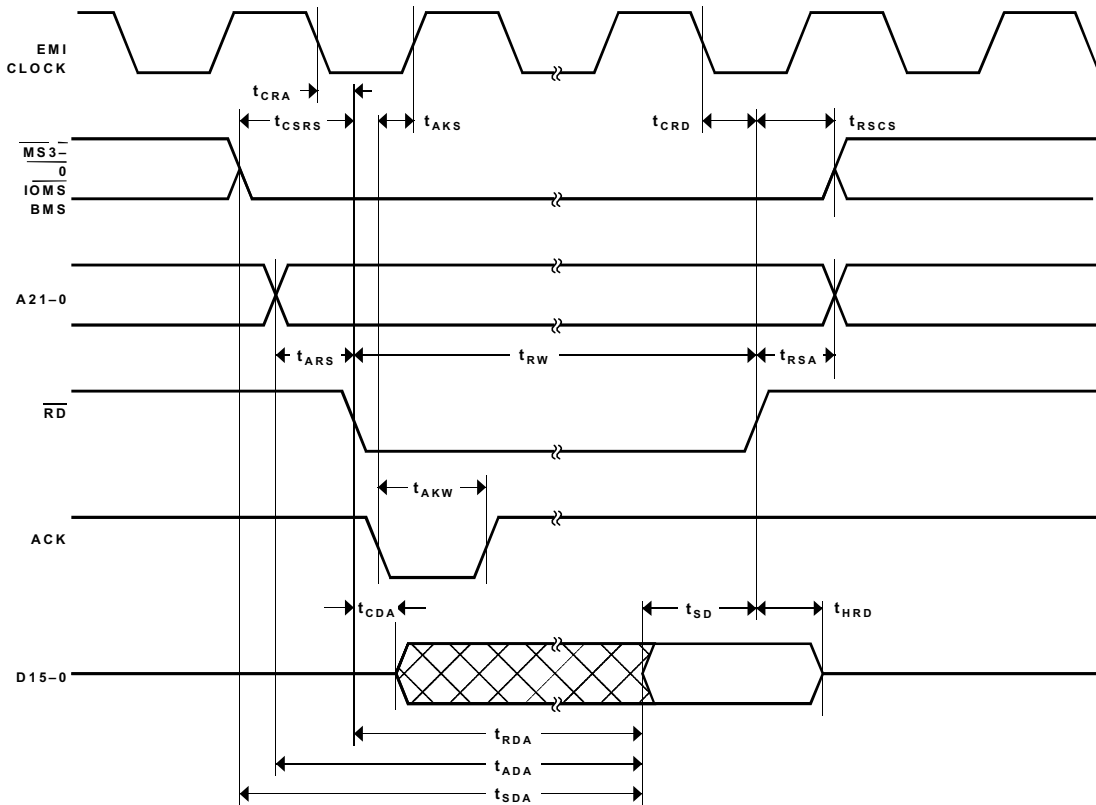 EMI
CLOCK
tCRA
tCSRS
tAKS
tCRD
tRSCS
MS3–
0
IOMS
BMS
A21–0
tARS
tRW
tRSA
RD
tAKW
ACK
tCDA
tSD
tHRD
D15–0
tRDA
tADA
tSDA